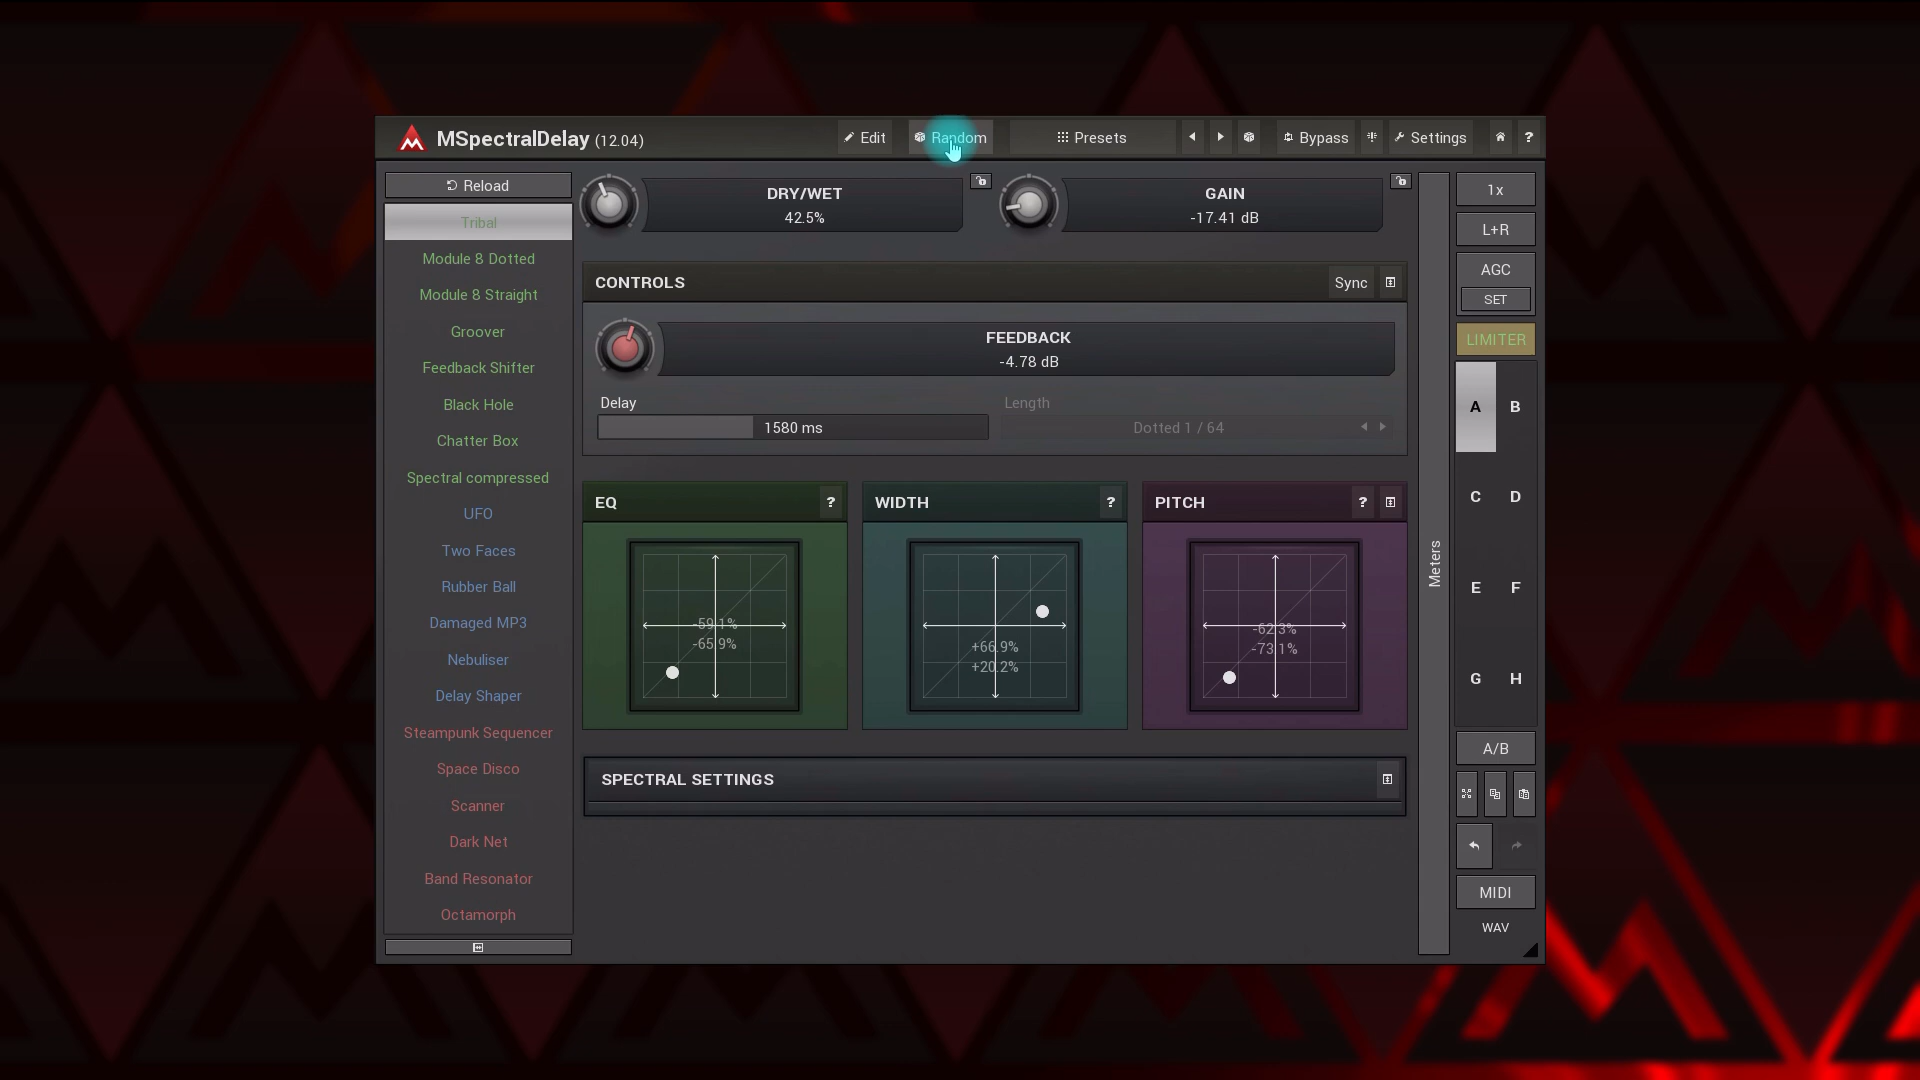 MSpectralDelay (12.04)
Edit
Random
Presets
Bypass
Settings
?
Reload
Tribal
Module 8 Dotted
Module 8 Straight
Groover
Feedback Shifter
Black Hole
Chatter Box
Spectral compressed
UFO
Two Faces
Rubber Ball
Damaged MP3
Nebuliser
Delay Shaper
Steampunk Sequencer
Space Disco
Scanner
Dark Net
Band Resonator
Octamorph
DRY/WET
42.5%
GAIN
-17.41 dB
CONTROLS
Sync
FEEDBACK
-4.78 dB
Delay
1580 ms
Length
Dotted 1 / 64
EQ
?
-59.1%
-65.9%
WIDTH
?
+66.9%
+20.2%
PITCH
?
-62.3%
-73.1%
SPECTRAL SETTINGS
Meters
1x
L+R
AGC
SET
LIMITER
A B
C D
E F
G H
A/B
MIDI
WAV